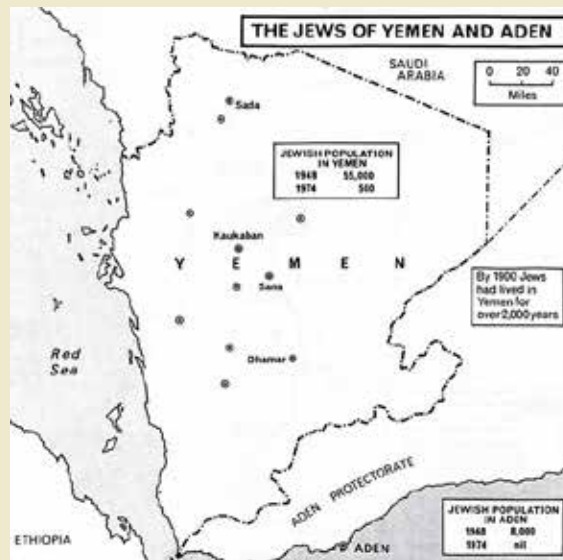 THE JEWS OF YEMEN AND ADEN
SAUDI
ARABIA
0 20 40
Miles
Sada
JEWISH POPULATION
IN YEMEN
1948 55,000
1974 500
Kaukaban
Y E M E N
Sana
By 1900 Jews
had lived in
Yemen for
over 2,000 years
Red
Sea
Dhamar
ADEN PROTECTORATE
JEWISH POPULATION
IN ADEN
1948 8,000
1974 nil
ETHIOPIA
ADEN